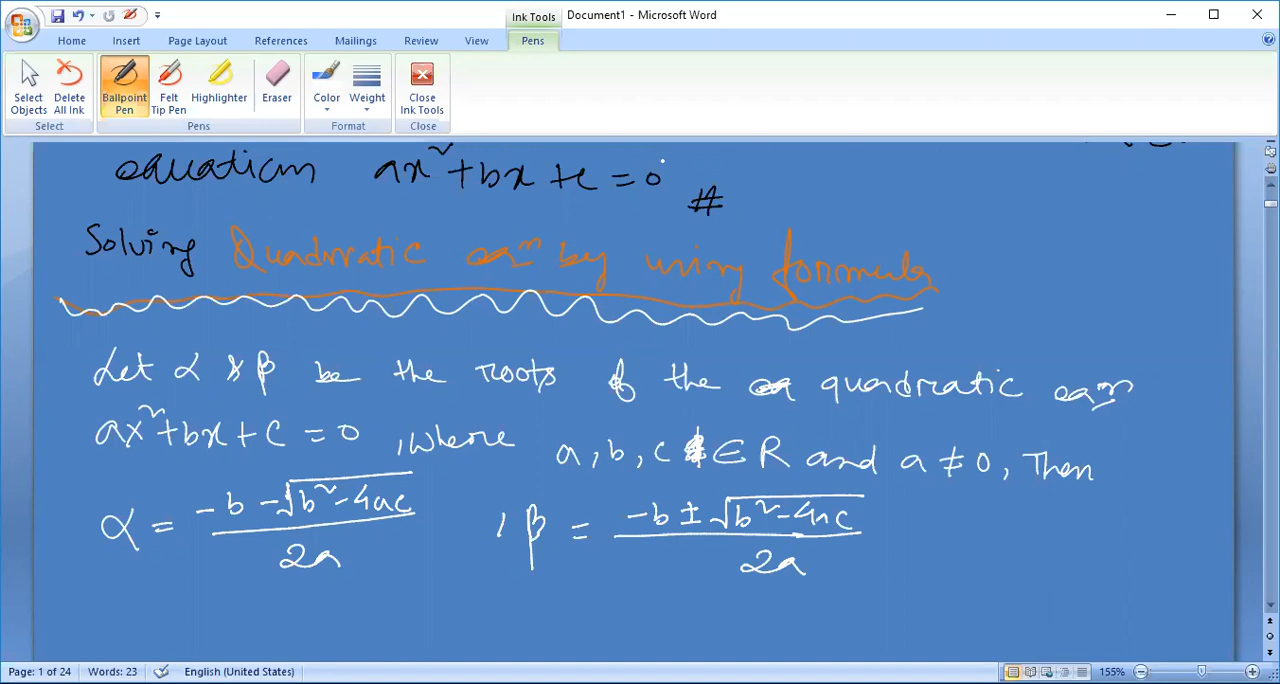 Ink Tools
Document1 - Microsoft Word
Home Insert Page Layout References Mailings Review View Pens
Select Objects
Delete All Ink
Ballpoint Pen
Felt Tip Pen
Highlighter
Eraser
Color
Weight
Close Ink Tools
Select Pens Format Close
equation ax²+bx+c=0 #
Solving Quadratic eqn by using formula
Let α & β be the roots of the quadratic eqn
ax²+bx+c=0, where a, b, c ∈ R and a ≠ 0, Then
α = (-b - √(b²-4ac))/2a , β = (-b ± √(b²-4ac))/2a
Page: 1 of 24 Words: 23 English (United States) 155%